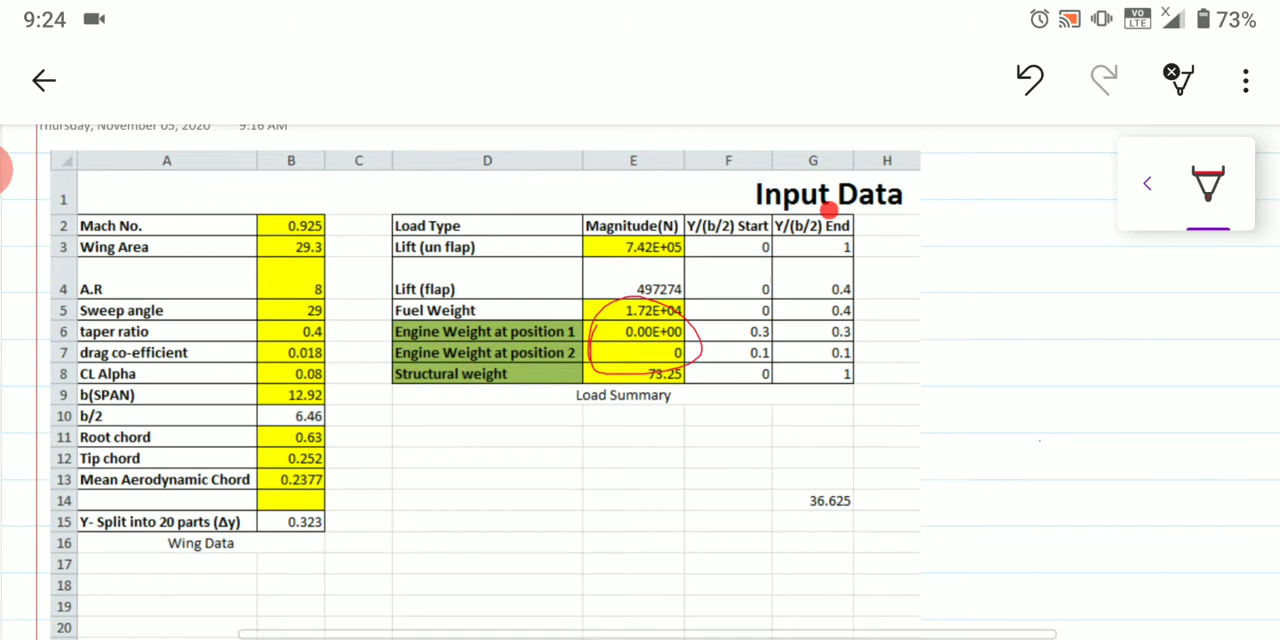 9:24
VO LTE
X
73%
Thursday, November 05, 2020 9:16 AM
A B C D E F G H
1 Input Data
2 Mach No. 0.925 Load Type Magnitude(N) Y/(b/2) Start Y/(b/2) End
3 Wing Area 29.3 Lift (un flap) 7.42E+05 0 1
4 A.R 8 Lift (flap) 497274 0 0.4
5 Sweep angle 29 Fuel Weight 1.72E+04 0 0.4
6 taper ratio 0.4 Engine Weight at position 1 0.00E+00 0.3 0.3
7 drag co-efficient 0.018 Engine Weight at position 2 0 0.1 0.1
8 CL Alpha 0.08 Structural weight 73.25 0 1
9 b(SPAN) 12.92 Load Summary
10 b/2 6.46
11 Root chord 0.63
12 Tip chord 0.252
13 Mean Aerodynamic Chord 0.2377
14 36.625
15 Y- Split into 20 parts (Δy) 0.323
16 Wing Data
17
18
19
20